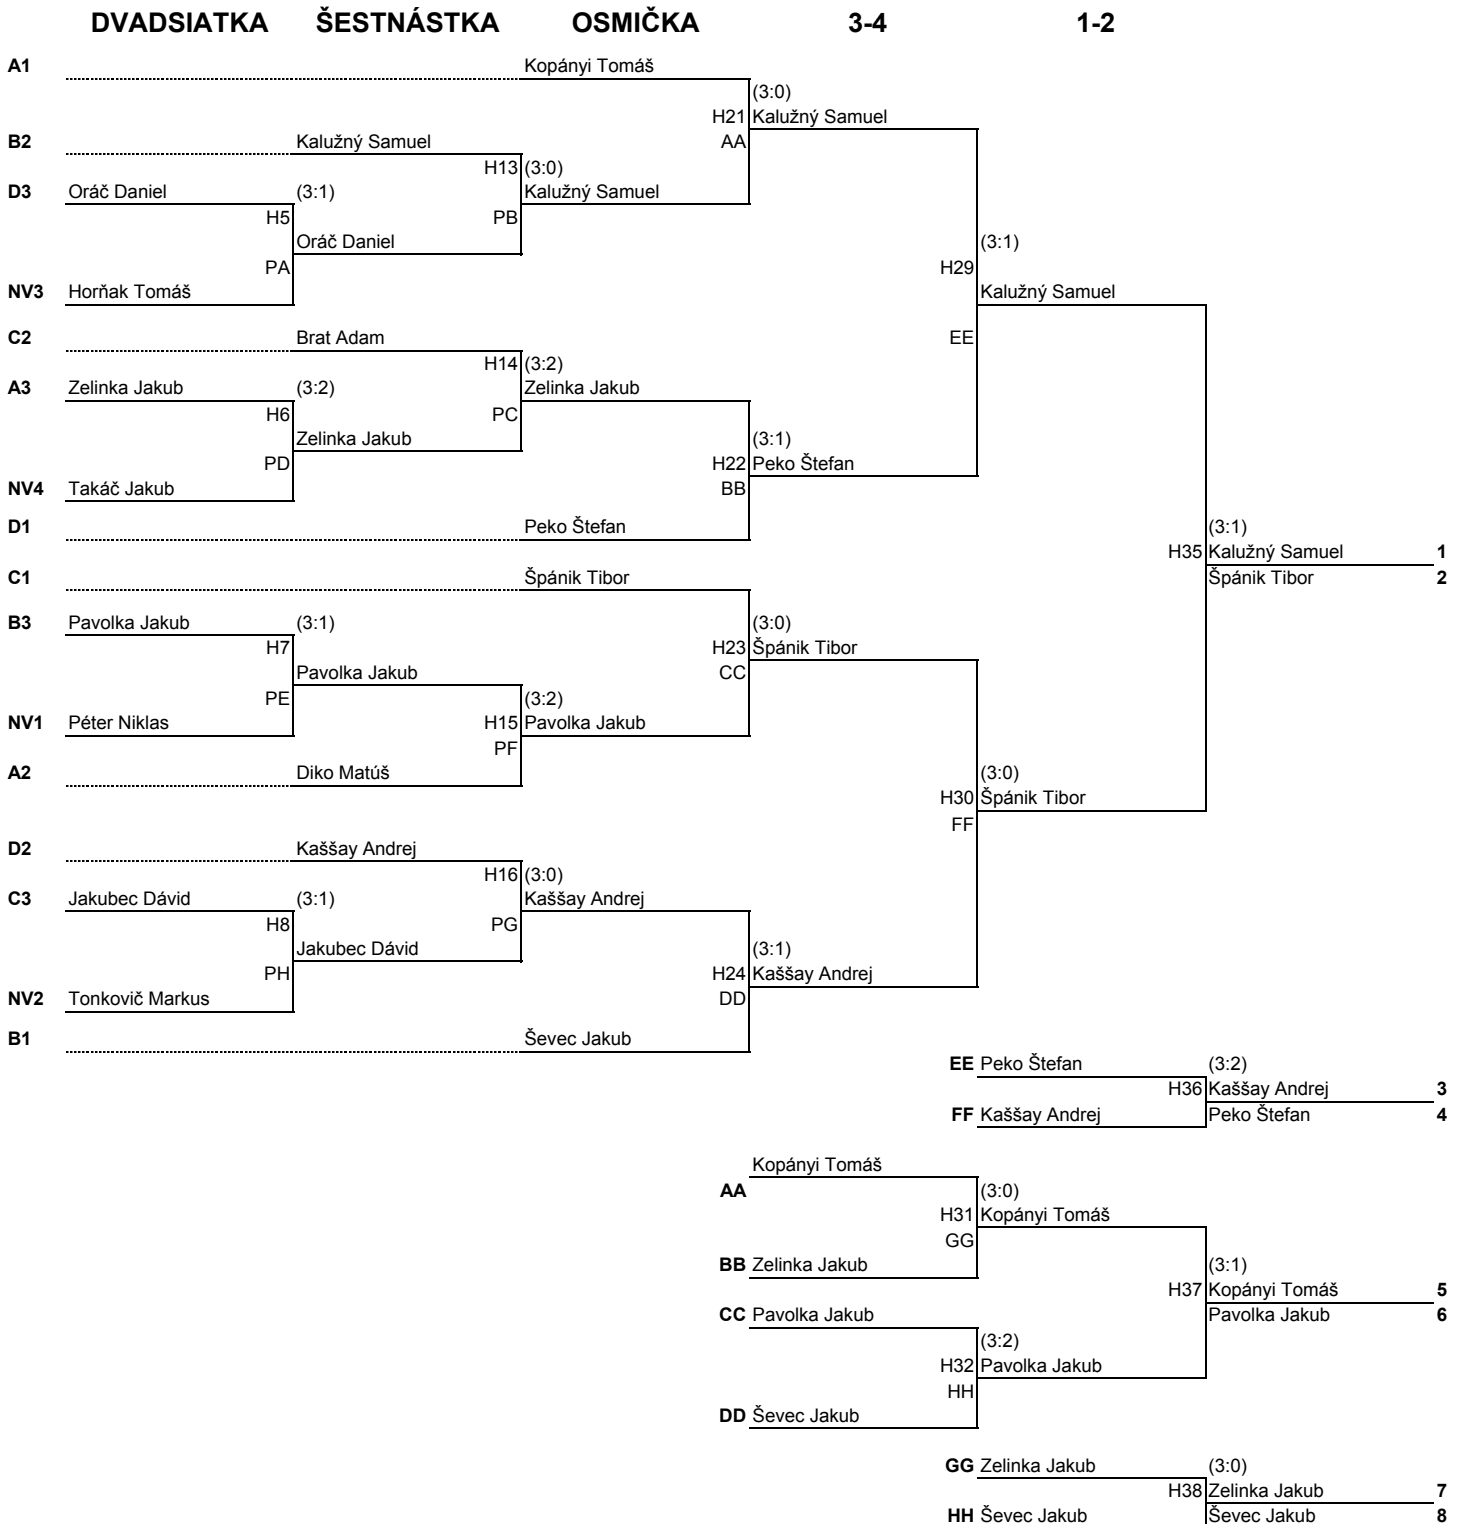 DVADSIATKA ŠESTNÁSTKA OSMIČKA 3-4 1-2
A1 Kopányi Tomáš
(3:0)
H21 Kalužný Samuel
B2 Kalužný Samuel AA
H13 (3:0)
D3 Oráč Daniel (3:1) Kalužný Samuel
H5 PB
Oráč Daniel (3:1)
PA H29
NV3 Horňak Tomáš Kalužný Samuel
C2 Brat Adam EE
H14 (3:2)
A3 Zelinka Jakub (3:2) Zelinka Jakub
H6 PC
Zelinka Jakub (3:1)
PD H22 Peko Štefan
NV4 Takáč Jakub BB
D1 Peko Štefan (3:1)
H35 Kalužný Samuel 1
C1 Špánik Tibor Špánik Tibor 2
B3 Pavolka Jakub (3:1) (3:0)
H7 H23 Špánik Tibor
Pavolka Jakub CC
PE (3:2)
NV1 Péter Niklas H15 Pavolka Jakub
PF
A2 Diko Matúš (3:0)
H30 Špánik Tibor
FF
D2 Kaššay Andrej
H16 (3:0)
C3 Jakubec Dávid (3:1) Kaššay Andrej
H8 PG
Jakubec Dávid (3:1)
PH H24 Kaššay Andrej
NV2 Tonkovič Markus DD
B1 Ševec Jakub
EE Peko Štefan (3:2)
H36 Kaššay Andrej 3
FF Kaššay Andrej Peko Štefan 4
Kopányi Tomáš
AA (3:0)
H31 Kopányi Tomáš
GG
BB Zelinka Jakub (3:1)
H37 Kopányi Tomáš 5
CC Pavolka Jakub Pavolka Jakub 6
(3:2)
H32 Pavolka Jakub
HH
DD Ševec Jakub
GG Zelinka Jakub (3:0)
H38 Zelinka Jakub 7
HH Ševec Jakub Ševec Jakub 8